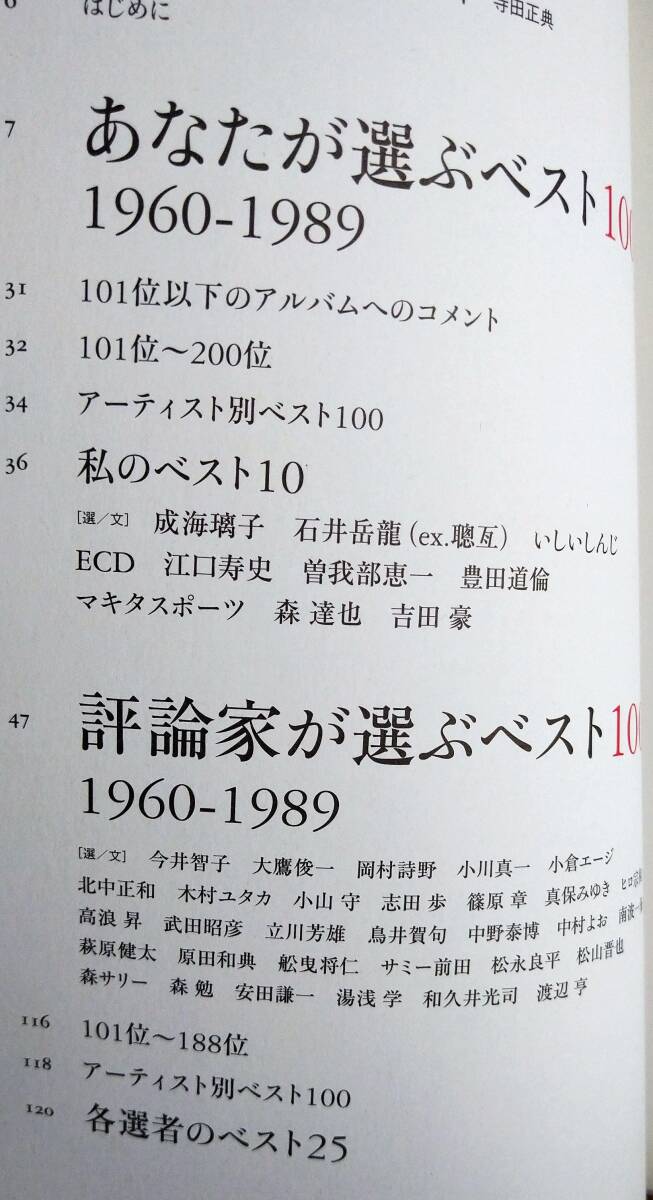 6 はじめに 寺田正典
7 あなたが選ぶベスト100
1960-1989
31 101位以下のアルバムへのコメント
32 101位〜200位
34 アーティスト別ベスト100
36 私のベスト10
[選／文] 成海璃子 石井岳龍(ex.聰亙) いしいしんじ
ECD 江口寿史 曽我部恵一 豊田道倫
マキタスポーツ 森 達也 吉田 豪
47 評論家が選ぶベスト100
1960-1989
[選／文] 今井智子 大鷹俊一 岡村詩野 小川真一 小倉エージ
北中正和 木村ユタカ 小山 守 志田 歩 篠原 章 真保みゆき ヒロ
高浪 昇 武田昭彦 立川芳雄 鳥井賀句 中野泰博 中村よお 南波一
萩原健太 原田和典 舩曳将仁 サミー前田 松永良平 松山晋也
森サリー 森 勉 安田謙一 湯浅 学 和久井光司 渡辺 亨
116 101位〜188位
118 アーティスト別ベスト100
120 各選者のベスト25